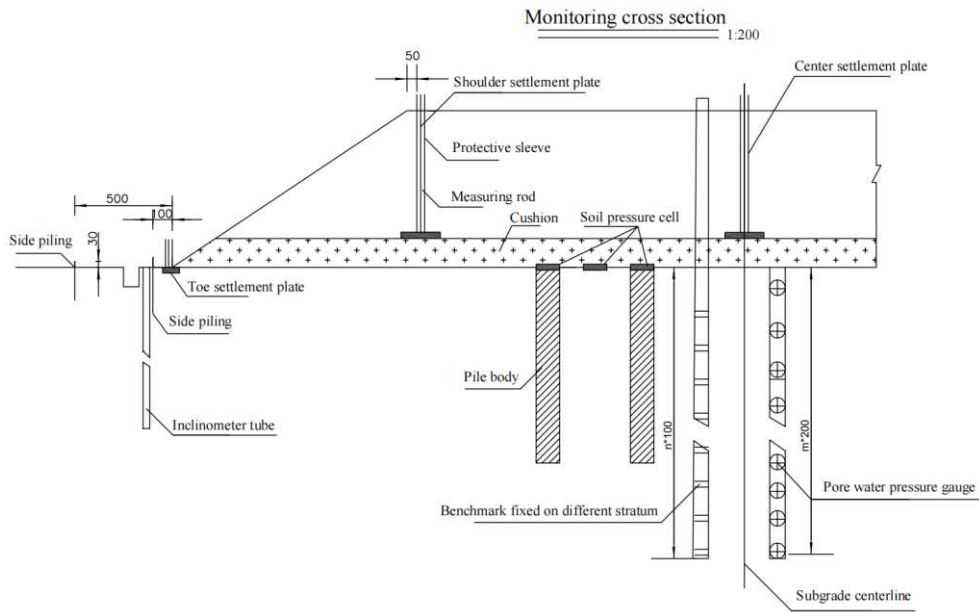 Monitoring cross section
1:200
50
Shoulder settlement plate
Center settlement plate
Protective sleeve
500
Measuring rod
100
Cushion
Soil pressure cell
Side piling
30
Toe settlement plate
Side piling
Pile body
Inclinometer tube
n*100
m*200
Pore water pressure gauge
Benchmark fixed on different stratum
Subgrade centerline